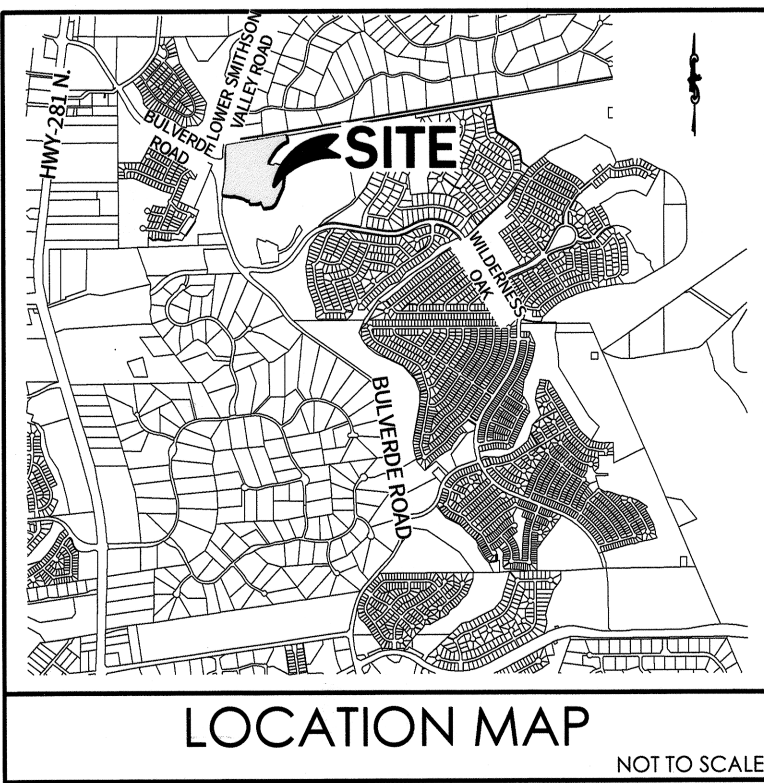 HWY-281 N.
BULVERDE
ROAD
LOWER SMITHSON
VALLEY ROAD
SITE
WILDERNESS
OAK
BULVERDE ROAD
LOCATION MAP
NOT TO SCALE